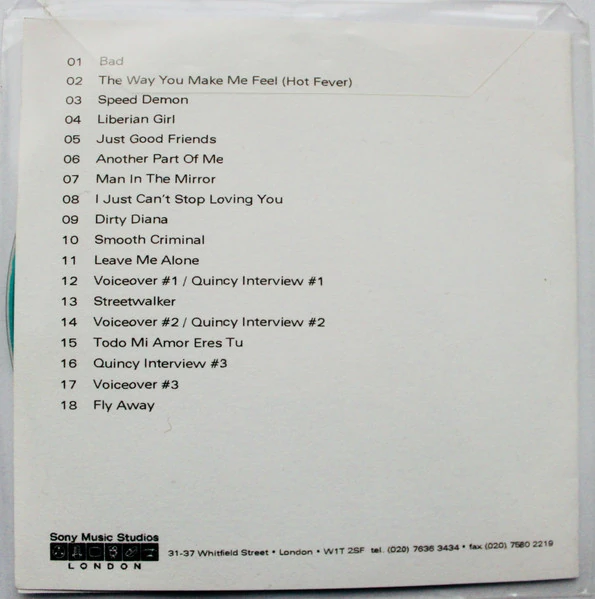 01 Bad
02 The Way You Make Me Feel (Hot Fever)
03 Speed Demon
04 Liberian Girl
05 Just Good Friends
06 Another Part Of Me
07 Man In The Mirror
08 I Just Can't Stop Loving You
09 Dirty Diana
10 Smooth Criminal
11 Leave Me Alone
12 Voiceover #1 / Quincy Interview #1
13 Streetwalker
14 Voiceover #2 / Quincy Interview #2
15 Todo Mi Amor Eres Tu
16 Quincy Interview #3
17 Voiceover #3
18 Fly Away
Sony Music Studios
LONDON
31-37 Whitfield Street • London • W1T 2SF tel. (020) 7636 3434 • fax (020) 7580 2219